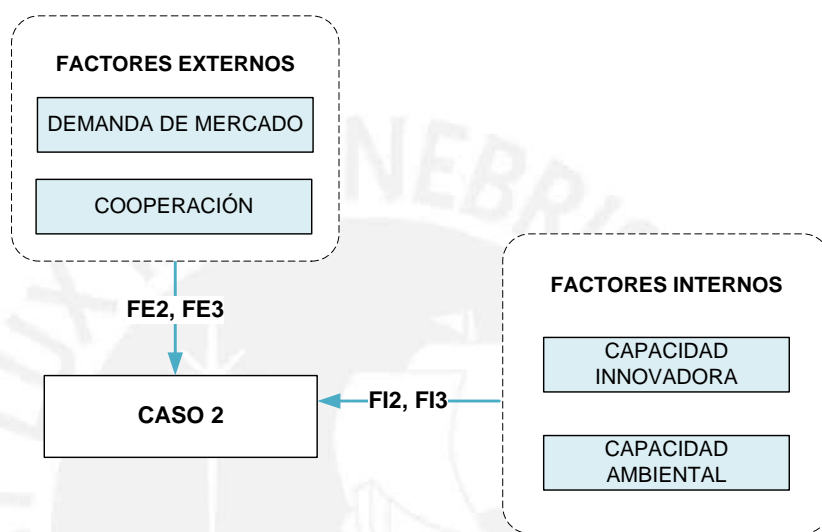 FACTORES EXTERNOS
DEMANDA DE MERCADO
COOPERACIÓN
FE2, FE3
CASO 2
FI2, FI3
FACTORES INTERNOS
CAPACIDAD
INNOVADORA
CAPACIDAD
AMBIENTAL